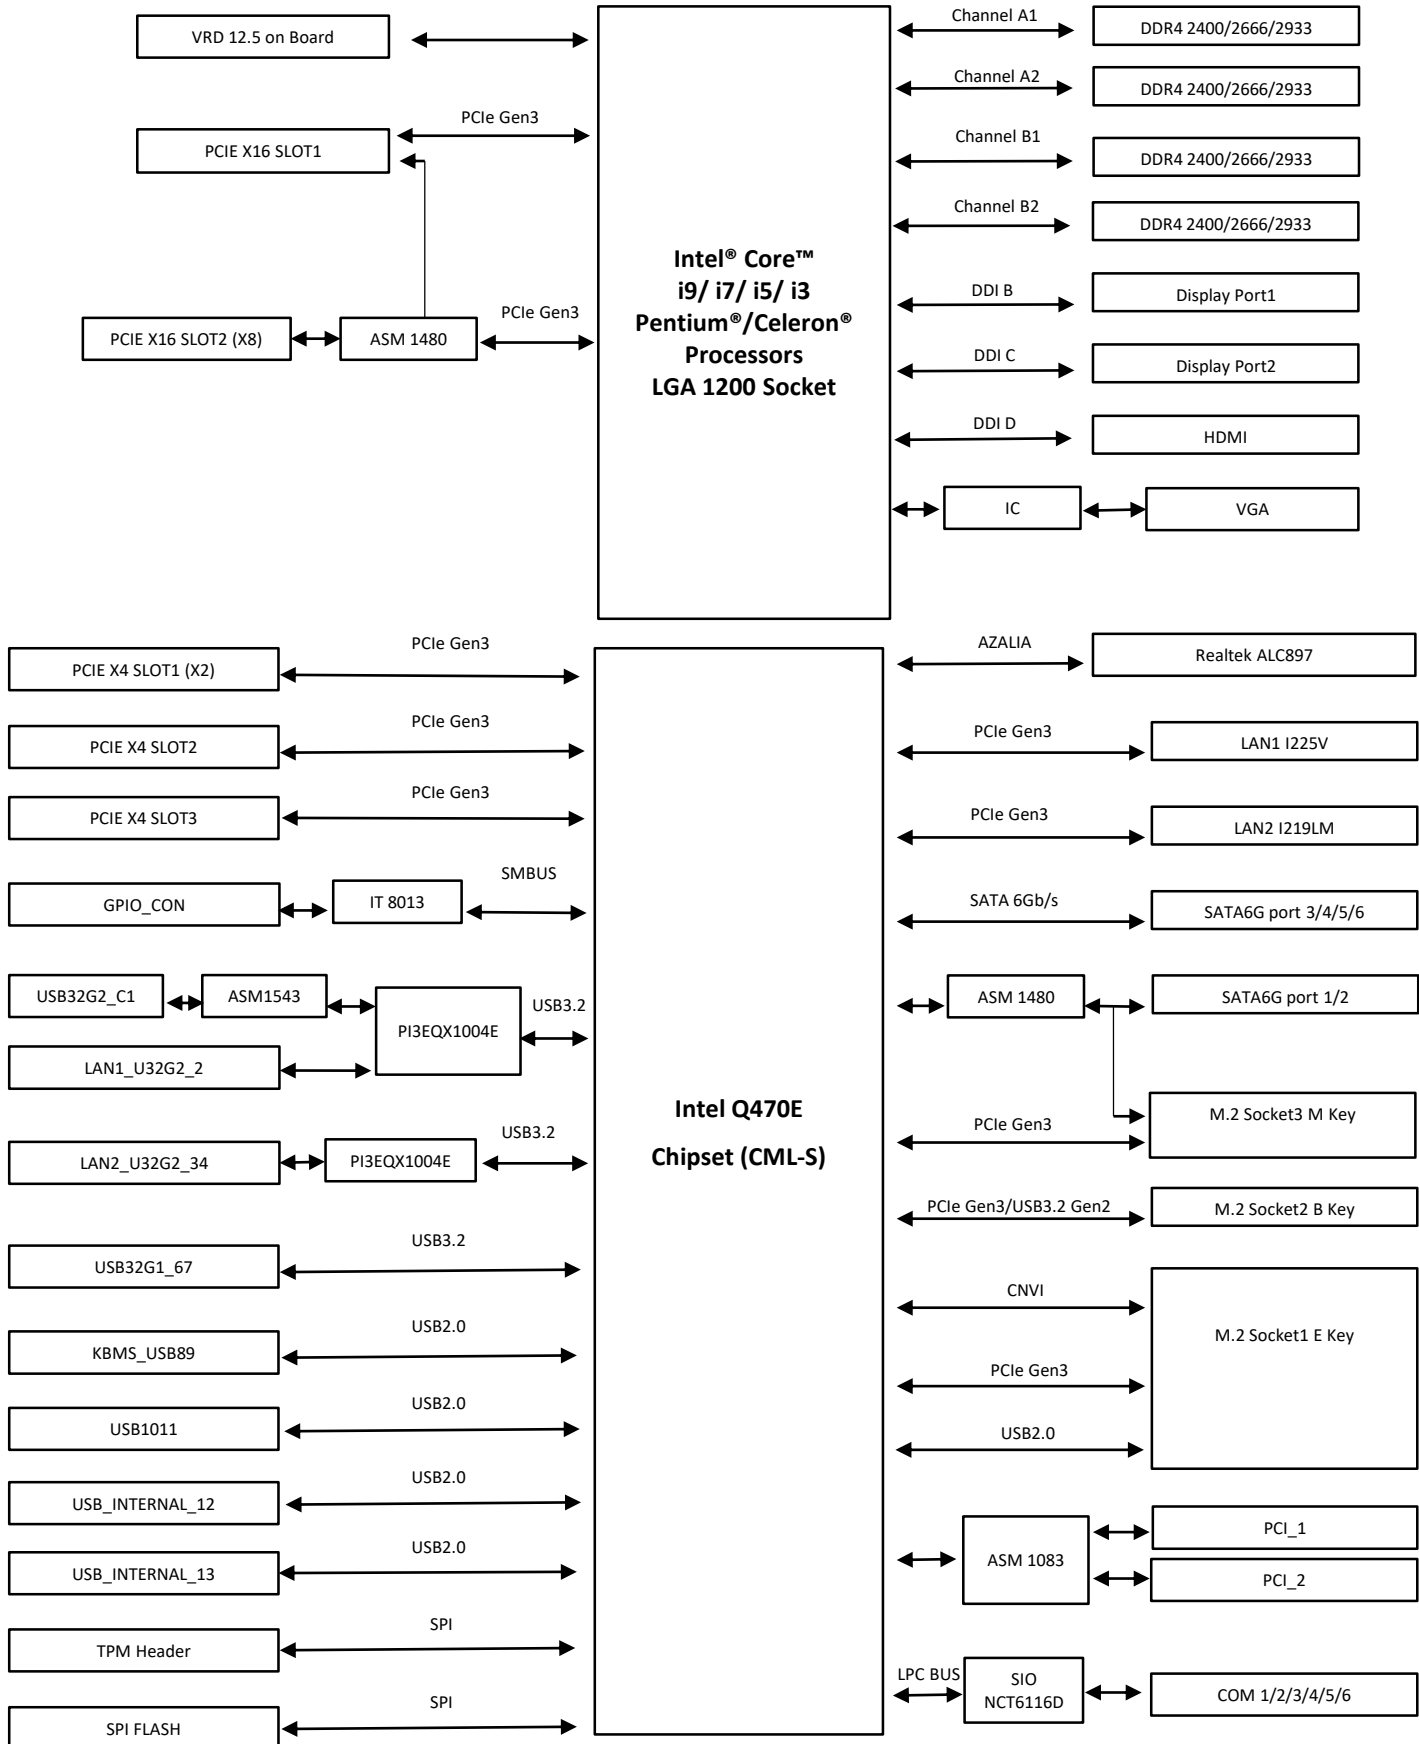 VRD 12.5 on Board
PCIe Gen3
PCIE X16 SLOT1
PCIe Gen3
PCIE X16 SLOT2 (X8)
ASM 1480
Intel® Core™
i9/ i7/ i5/ i3
Pentium®/Celeron®
Processors
LGA 1200 Socket
Channel A1
DDR4 2400/2666/2933
Channel A2
DDR4 2400/2666/2933
Channel B1
DDR4 2400/2666/2933
Channel B2
DDR4 2400/2666/2933
DDI B
Display Port1
DDI C
Display Port2
DDI D
HDMI
IC
VGA
PCIe Gen3
PCIE X4 SLOT1 (X2)
PCIe Gen3
PCIE X4 SLOT2
PCIe Gen3
PCIE X4 SLOT3
SMBUS
GPIO_CON
IT 8013
USB32G2_C1
ASM1543
PI3EQX1004E
USB3.2
LAN1_U32G2_2
USB3.2
LAN2_U32G2_34
PI3EQX1004E
USB3.2
USB32G1_67
USB2.0
KBMS_USB89
USB2.0
USB1011
USB2.0
USB_INTERNAL_12
USB2.0
USB_INTERNAL_13
SPI
TPM Header
SPI
SPI FLASH
Intel Q470E
Chipset (CML-S)
AZALIA
Realtek ALC897
PCIe Gen3
LAN1 I225V
PCIe Gen3
LAN2 I219LM
SATA 6Gb/s
SATA6G port 3/4/5/6
ASM 1480
SATA6G port 1/2
PCIe Gen3
M.2 Socket3 M Key
PCIe Gen3/USB3.2 Gen2
M.2 Socket2 B Key
CNVI
M.2 Socket1 E Key
PCIe Gen3
USB2.0
ASM 1083
PCI_1
PCI_2
LPC BUS
SIO
NCT6116D
COM 1/2/3/4/5/6